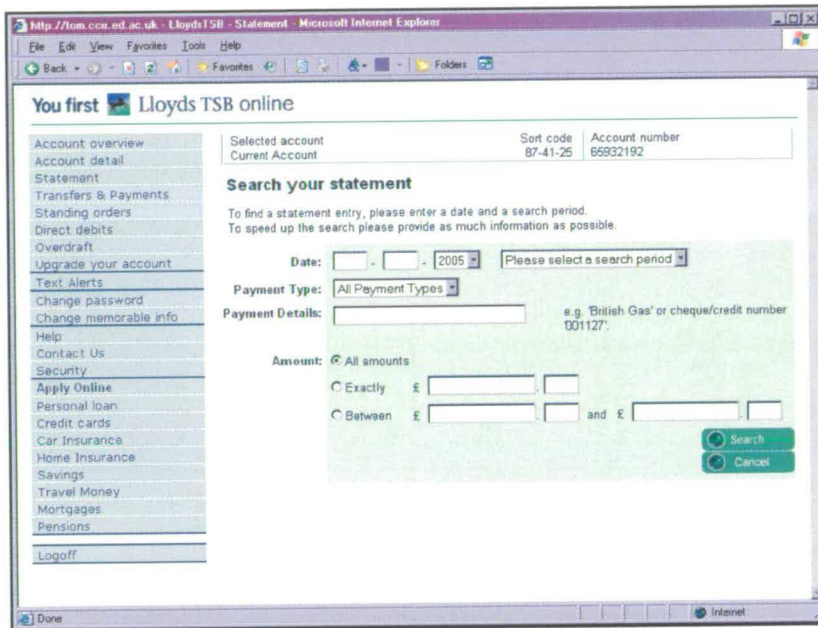 http://tom.ccir.ed.ac.uk - LloydsTSB - Statement - Microsoft Internet Explorer
File Edit View Favorites Tools Help
Back Favorites Folders
You first Lloyds TSB online
Account overview
Account detail
Statement
Transfers & Payments
Standing orders
Direct debits
Overdraft
Upgrade your account
Text Alerts
Change password
Change memorable info
Help
Contact Us
Security
Apply Online
Personal loan
Credit cards
Car Insurance
Home Insurance
Savings
Travel Money
Mortgages
Pensions
Logoff
Selected account Sort code Account number
Current Account 87-41-25 65932192
Search your statement
To find a statement entry, please enter a date and a search period.
To speed up the search please provide as much information as possible.
Date: - - 2005 Please select a search period
Payment Type: All Payment Types
Payment Details: e.g. 'British Gas' or cheque/credit number
'001127'.
Amount: All amounts
Exactly £ .
Between £ . and £ .
Search
Cancel
Done Internet